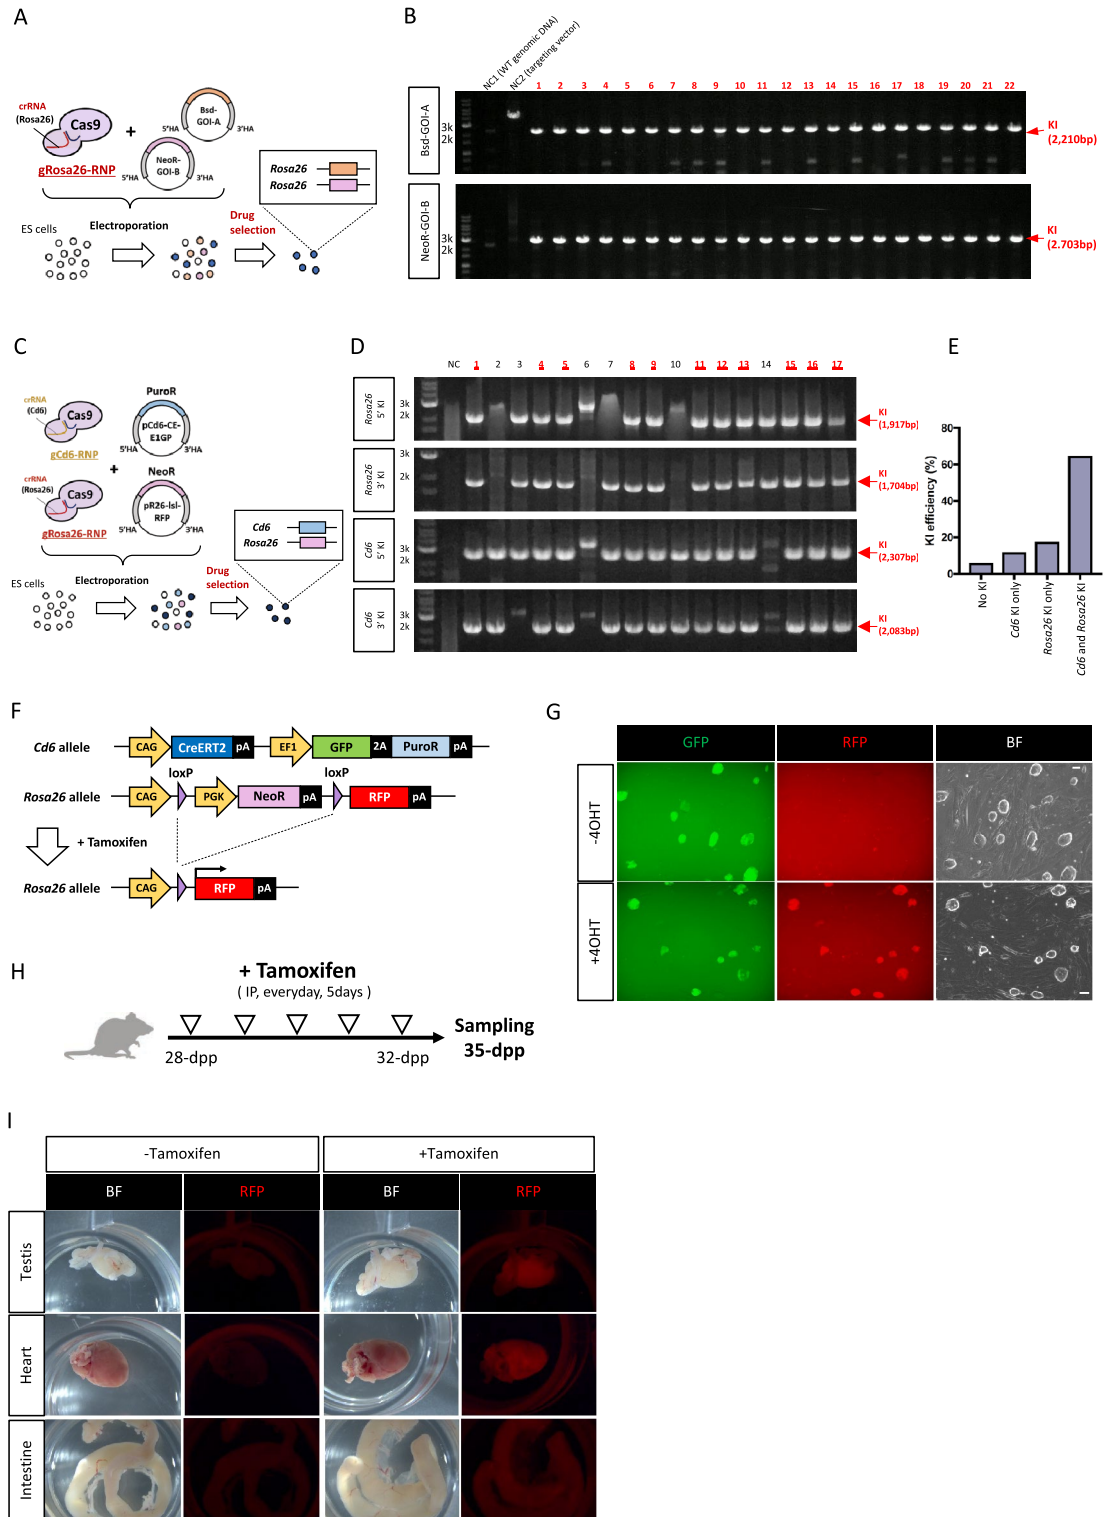 A
crRNA
(Rosa26)
Cas9
+
Bsd-
GOI-A
5'HA
3'HA
NeoR-
GOI-B
5'HA
3'HA
gRosa26-RNP
Rosa26
Rosa26
ES cells
Electroporation
Drug
selection
B
NC1 (WT genomic DNA)
NC2 (targeting vector)
1 2 3 4 5 6 7 8 9 10 11 12 13 14 15 16 17 18 19 20 21 22
Bsd-GOI-A
3k
2k
KI
(2,210bp)
NeoR-GOI-B
3k
2k
KI
(2.703bp)
C
PuroR
crRNA
(Cd6)
Cas9
pCd6-CE-
E1GP
5'HA
3'HA
gCd6-RNP
+
NeoR
crRNA
(Rosa26)
Cas9
pR26-lsl-
RFP
5'HA
3'HA
gRosa26-RNP
Cd6
Rosa26
ES cells
Electroporation
Drug
selection
D
NC 1 2 3 4 5 6 7 8 9 10 11 12 13 14 15 16 17
Rosa26
5' KI
3k
2k
KI
(1,917bp)
Rosa26
3' KI
3k
2k
KI
(1,704bp)
Cd6
5' KI
3k
2k
KI
(2,307bp)
Cd6
3' KI
3k
2k
KI
(2,083bp)
E
KI efficiency (%)
80
60
40
20
0
No KI
Cd6 KI only
Rosa26 KI only
Cd6 and Rosa26 KI
F
Cd6 allele
CAG CreERT2 pA EF1 GFP 2A PuroR pA
loxP loxP
Rosa26 allele
CAG PGK NeoR pA RFP pA
+ Tamoxifen
Rosa26 allele
CAG RFP pA
G
GFP RFP BF
-4OHT
+4OHT
H
+ Tamoxifen
( IP, everyday, 5days )
28-dpp
32-dpp
Sampling
35-dpp
I
-Tamoxifen +Tamoxifen
BF RFP BF RFP
Testis
Heart
Intestine